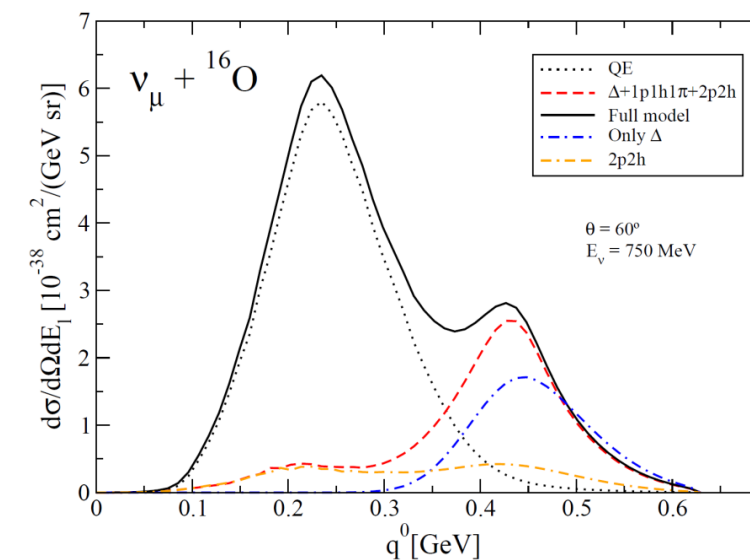 ν_μ + ^16O
QE
Δ+1p1h1π+2p2h
Full model
Only Δ
2p2h
θ = 60º
E_ν = 750 MeV
dσ/dΩdE_l [10^-38 cm^2/(GeV sr)]
7
6
5
4
3
2
1
0
0
0.1
0.2
0.3
0.4
0.5
0.6
q^0[GeV]